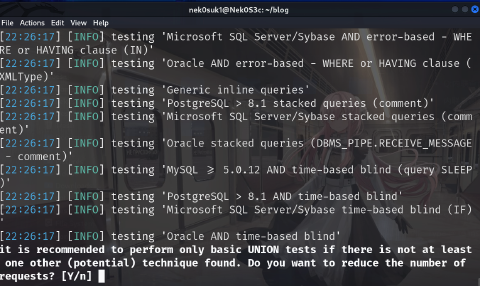 nek0suk1@Nek0S3c: ~/blog
File Actions Edit View Help
[22:26:17] [INFO] testing 'Microsoft SQL Server/Sybase AND error-based - WHE
RE or HAVING clause (IN)'
[22:26:17] [INFO] testing 'Oracle AND error-based - WHERE or HAVING clause (
XMLType)'
[22:26:17] [INFO] testing 'Generic inline queries'
[22:26:17] [INFO] testing 'PostgreSQL > 8.1 stacked queries (comment)'
[22:26:17] [INFO] testing 'Microsoft SQL Server/Sybase stacked queries (comm
ent)'
[22:26:17] [INFO] testing 'Oracle stacked queries (DBMS_PIPE.RECEIVE_MESSAGE
 - comment)'
[22:26:17] [INFO] testing 'MySQL >= 5.0.12 AND time-based blind (query SLEEP
)'
[22:26:17] [INFO] testing 'PostgreSQL > 8.1 AND time-based blind'
[22:26:17] [INFO] testing 'Microsoft SQL Server/Sybase time-based blind (IF)
'
[22:26:17] [INFO] testing 'Oracle AND time-based blind'
it is recommended to perform only basic UNION tests if there is not at least
 one other (potential) technique found. Do you want to reduce the number of
requests? [Y/n]